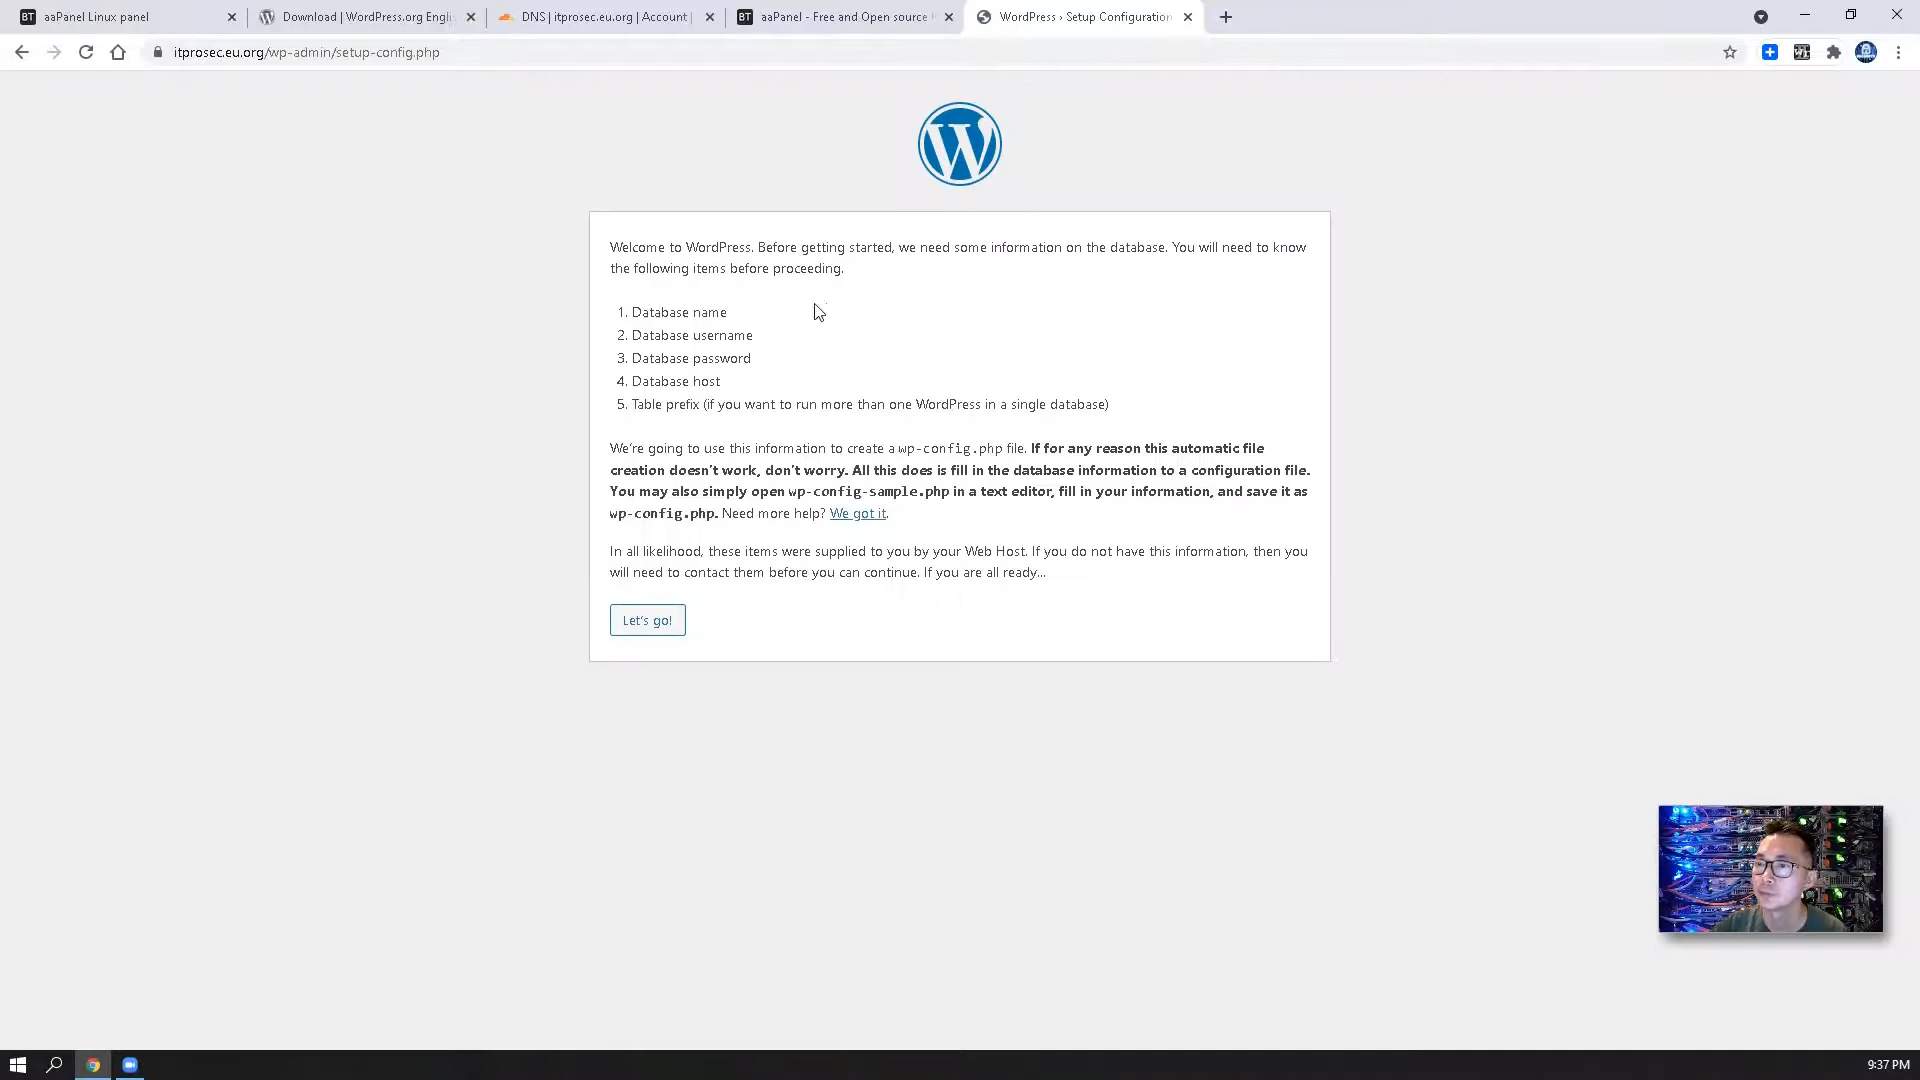 aaPanel Linux panel
Download | WordPress.org Engli
DNS | itprosec.eu.org | Account |
aaPanel - Free and Open source
WordPress › Setup Configuration
itprosec.eu.org/wp-admin/setup-config.php
Welcome to WordPress. Before getting started, we need some information on the database. You will need to know
the following items before proceeding.
1. Database name
2. Database username
3. Database password
4. Database host
5. Table prefix (if you want to run more than one WordPress in a single database)
We're going to use this information to create a wp-config.php file. If for any reason this automatic file
creation doesn't work, don't worry. All this does is fill in the database information to a configuration file.
You may also simply open wp-config-sample.php in a text editor, fill in your information, and save it as
wp-config.php. Need more help? We got it.
In all likelihood, these items were supplied to you by your Web Host. If you do not have this information, then you
will need to contact them before you can continue. If you are all ready...
Let's go!
9:37 PM